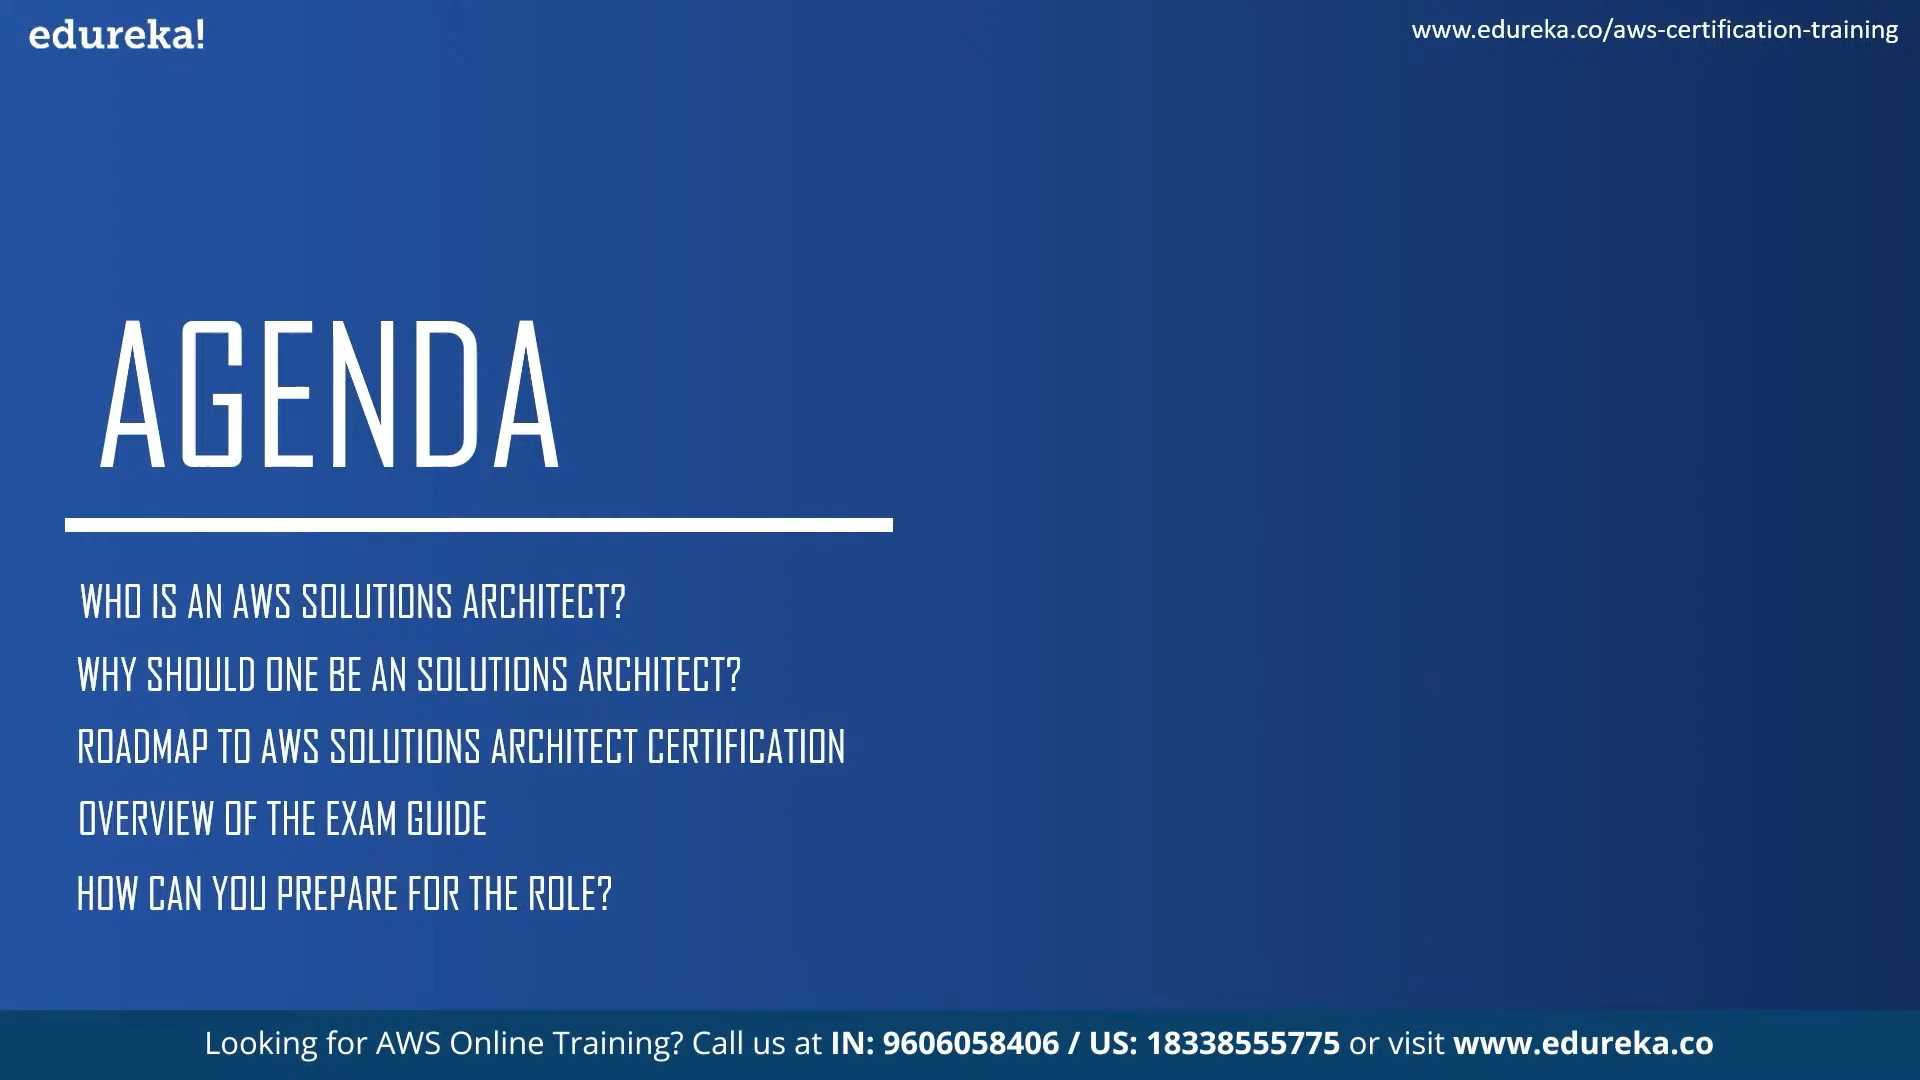 edureka!
www.edureka.co/aws-certification-training
AGENDA
WHO IS AN AWS SOLUTIONS ARCHITECT?
WHY SHOULD ONE BE AN SOLUTIONS ARCHITECT?
ROADMAP TO AWS SOLUTIONS ARCHITECT CERTIFICATION
OVERVIEW OF THE EXAM GUIDE
HOW CAN YOU PREPARE FOR THE ROLE?
Looking for AWS Online Training? Call us at IN: 9606058406 / US: 18338555775 or visit www.edureka.co